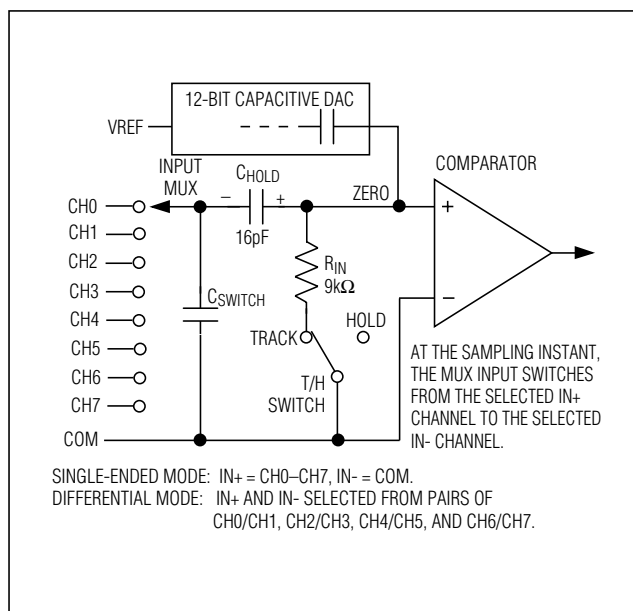 12-BIT CAPACITIVE DAC
VREF
INPUT
MUX
CHOLD
16pF
ZERO
COMPARATOR
CH0
CH1
CH2
CH3
CH4
CH5
CH6
CH7
COM
CSWITCH
RIN
9kΩ
TRACK
HOLD
T/H
SWITCH
– +
+
–
AT THE SAMPLING INSTANT,
THE MUX INPUT SWITCHES
FROM THE SELECTED IN+
CHANNEL TO THE SELECTED
IN- CHANNEL.
SINGLE-ENDED MODE: IN+ = CH0–CH7, IN- = COM.
DIFFERENTIAL MODE: IN+ AND IN- SELECTED FROM PAIRS OF
CH0/CH1, CH2/CH3, CH4/CH5, AND CH6/CH7.